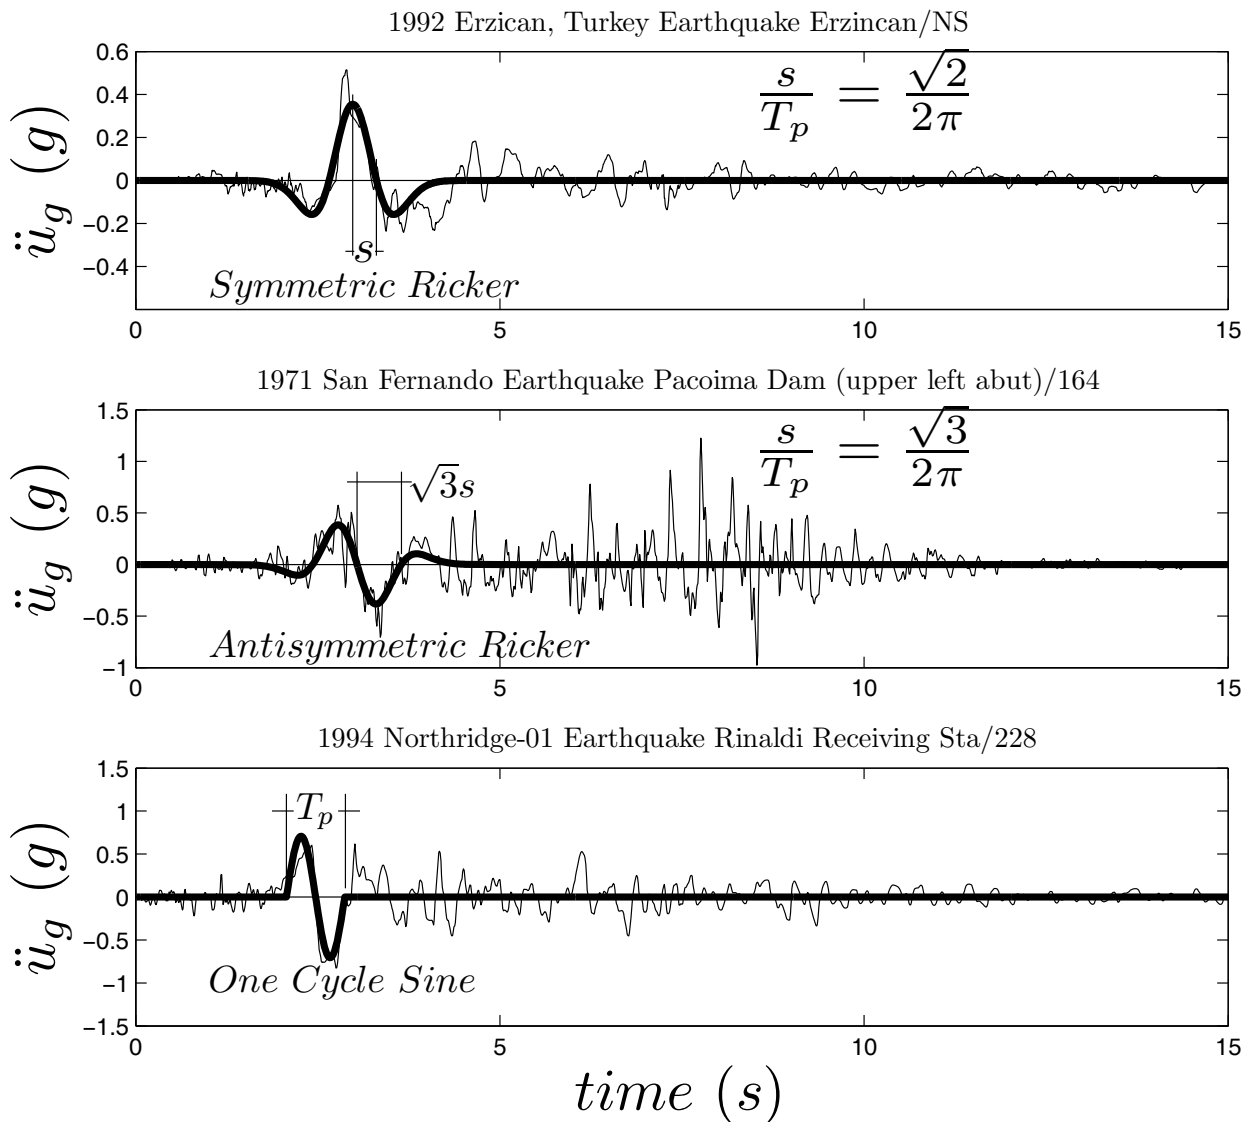 1992 Erzican, Turkey Earthquake Erzincan/NS
0.6
0.4
0.2
0
−0.2
−0.4
ü_g (g)
s/T_p = √2/2π
s
Symmetric Ricker
0 5 10 15
1971 San Fernando Earthquake Pacoima Dam (upper left abut)/164
1.5
1
0.5
0
−0.5
−1
ü_g (g)
s/T_p = √3/2π
√3s
Antisymmetric Ricker
0 5 10 15
1994 Northridge-01 Earthquake Rinaldi Receiving Sta/228
1.5
1
0.5
0
−0.5
−1
−1.5
ü_g (g)
T_p
One Cycle Sine
0 5 10 15
time (s)